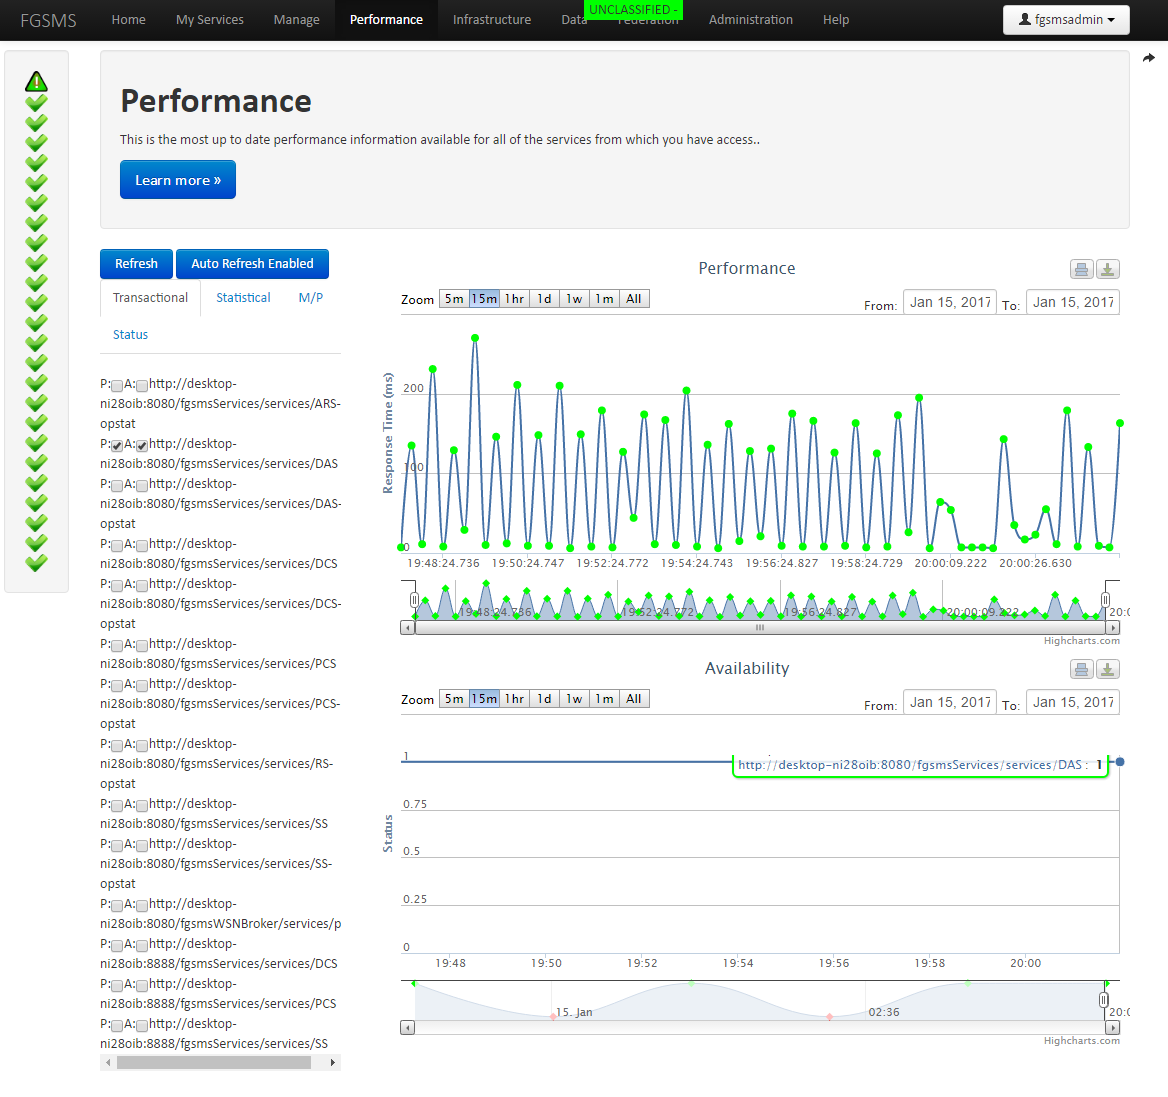 FGSMS Home My Services Manage Performance Infrastructure Data Federation Administration Help fgsmsadmin
UNCLASSIFIED -
Performance
This is the most up to date performance information available for all of the services from which you have access..
Learn more »
Refresh Auto Refresh Enabled
Transactional Statistical M/P
Status
P: A: http://desktop-
ni28oib:8080/fgsmsServices/services/ARS-
opstat
P: A: http://desktop-
ni28oib:8080/fgsmsServices/services/DAS
P: A: http://desktop-
ni28oib:8080/fgsmsServices/services/DAS-
opstat
P: A: http://desktop-
ni28oib:8080/fgsmsServices/services/DCS
P: A: http://desktop-
ni28oib:8080/fgsmsServices/services/DCS-
opstat
P: A: http://desktop-
ni28oib:8080/fgsmsServices/services/PCS
P: A: http://desktop-
ni28oib:8080/fgsmsServices/services/PCS-
opstat
P: A: http://desktop-
ni28oib:8080/fgsmsServices/services/RS-
opstat
P: A: http://desktop-
ni28oib:8080/fgsmsServices/services/SS
P: A: http://desktop-
ni28oib:8080/fgsmsServices/services/SS-
opstat
P: A: http://desktop-
ni28oib:8080/fgsmsWSNBroker/services/p
P: A: http://desktop-
ni28oib:8888/fgsmsServices/services/DCS
P: A: http://desktop-
ni28oib:8888/fgsmsServices/services/PCS
P: A: http://desktop-
ni28oib:8888/fgsmsServices/services/SS
Performance
Zoom 5m 15m 1hr 1d 1w 1m All From: Jan 15, 2017 To: Jan 15, 2017
Response Time (ms)
200
100
0
19:48:24.736 19:50:24.747 19:52:24.772 19:54:24.743 19:56:24.827 19:58:24.729 20:00:09.222 20:00:26.630
19:48:24.736 19:52:24.772 19:56:24.827 20:00:09.222 20:0
Highcharts.com
Availability
Zoom 5m 15m 1hr 1d 1w 1m All From: Jan 15, 2017 To: Jan 15, 2017
Status
1
http://desktop-ni28oib:8080/fgsmsServices/services/DAS : 1
0.75
0.5
0.25
0
19:48 19:50 19:52 19:54 19:56 19:58 20:00
15. Jan 02:36 20:0
Highcharts.com